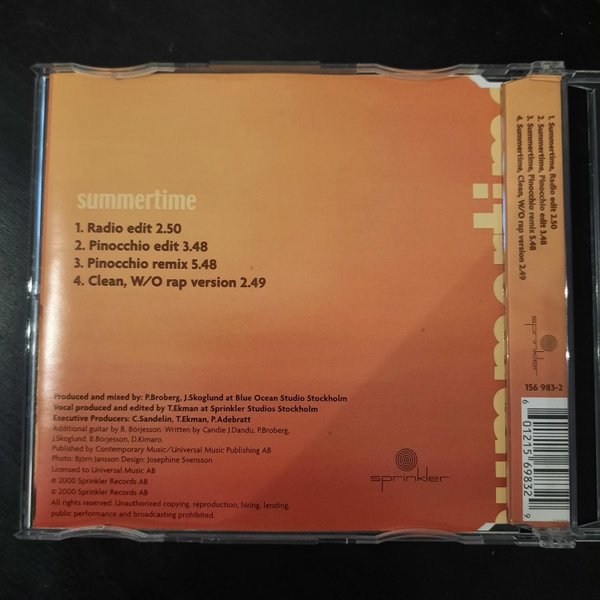 summertime
1. Radio edit 2.50
2. Pinocchio edit 3.48
3. Pinocchio remix 5.48
4. Clean, W/O rap version 2.49
Produced and mixed by: P.Broberg, J.Skoglund at Blue Ocean Studio Stockholm
Vocal produced and edited by T.Ekman at Sprinkler Studios Stockholm
Executive Producers: C.Sandelin, T.Ekman, P.Adebratt
Additional guitar by B. Börjesson. Written by Candie J.Dandu, P.Broberg,
J.Skoglund, B.Börjesson, D.Kimaro.
Published by Contemporary Music/Universal Music Publishing AB
Photo: Björn Jansson Design: Josephine Svensson
Licensed to Universal Music AB
℗ 2000 Sprinkler Records AB
© 2000 Sprinkler Records AB
All rights reserved. Unauthorized copying, reproduction, hiring, lending,
public performance and broadcasting prohibited.
sprinkler
1. Summertime, Radio edit 2.50
2. Summertime, Pinocchio edit 3.48
3. Summertime, Pinocchio remix 5.48
4. Summertime, Clean, W/O rap version 2.49
sprinkler
156 983-2
6 01215 69832 9